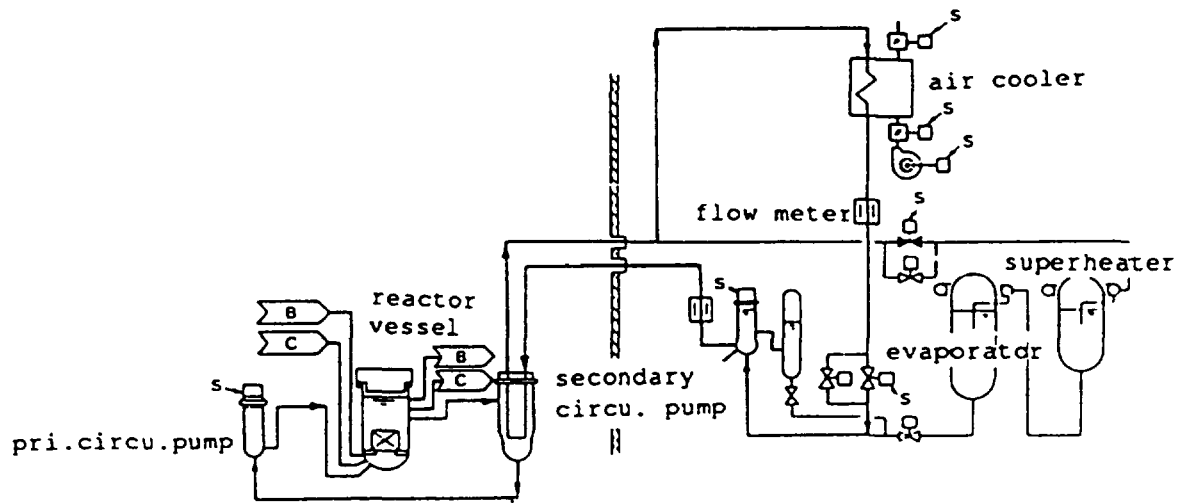 S
air cooler
S
S
flow meter
S
superheater
S
reactor
vessel
B
C
B
C
evaporator
S
secondary
circu. pump
S
pri.circu.pump